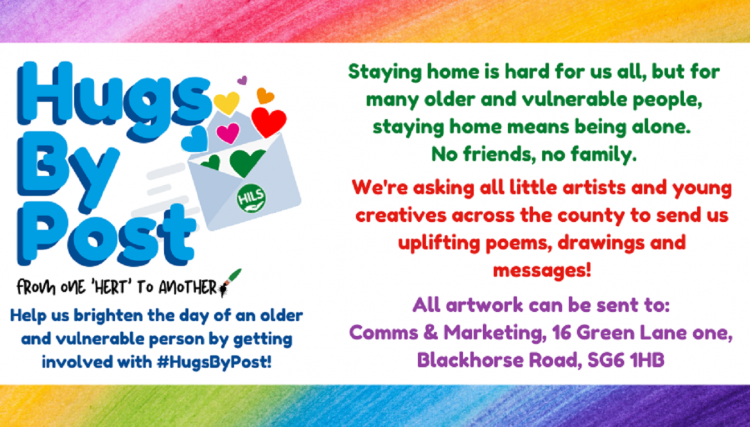 Hugs
By
Post
HILS
FROM ONE 'HERT' TO ANOTHER
Help us brighten the day of an older
and vulnerable person by getting
involved with #HugsByPost!
Staying home is hard for us all, but for
many older and vulnerable people,
staying home means being alone.
No friends, no family.
We're asking all little artists and young
creatives across the county to send us
uplifting poems, drawings and
messages!
All artwork can be sent to:
Comms & Marketing, 16 Green Lane one,
Blackhorse Road, SG6 1HB